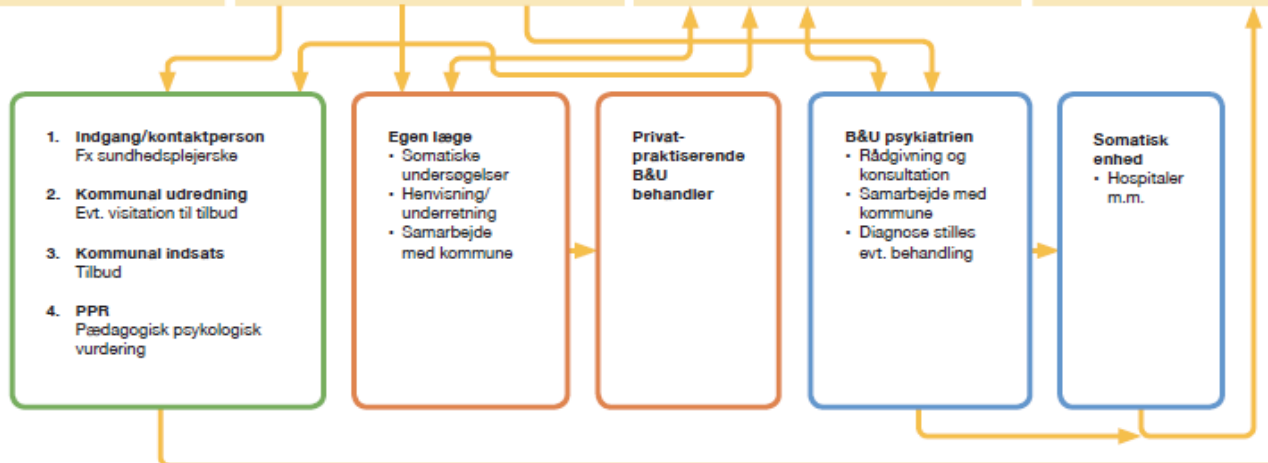 1. Indgang/kontaktperson
Fx sundhedsplejerske
2. Kommunal udredning
Evt. visitation til tilbud
3. Kommunal indsats
Tilbud
4. PPR
Pædagogisk psykologisk
vurdering
Egen læge
• Somatiske
undersøgelser
• Henvisning/
underretning
• Samarbejde
med kommune
Privat-
praktiserende
B&U
behandler
B&U psykiatrien
• Rådgivning og
konsultation
• Samarbejde med
kommune
• Diagnose stilles
evt. behandling
Somatisk
enhed
• Hospitaler
m.m.